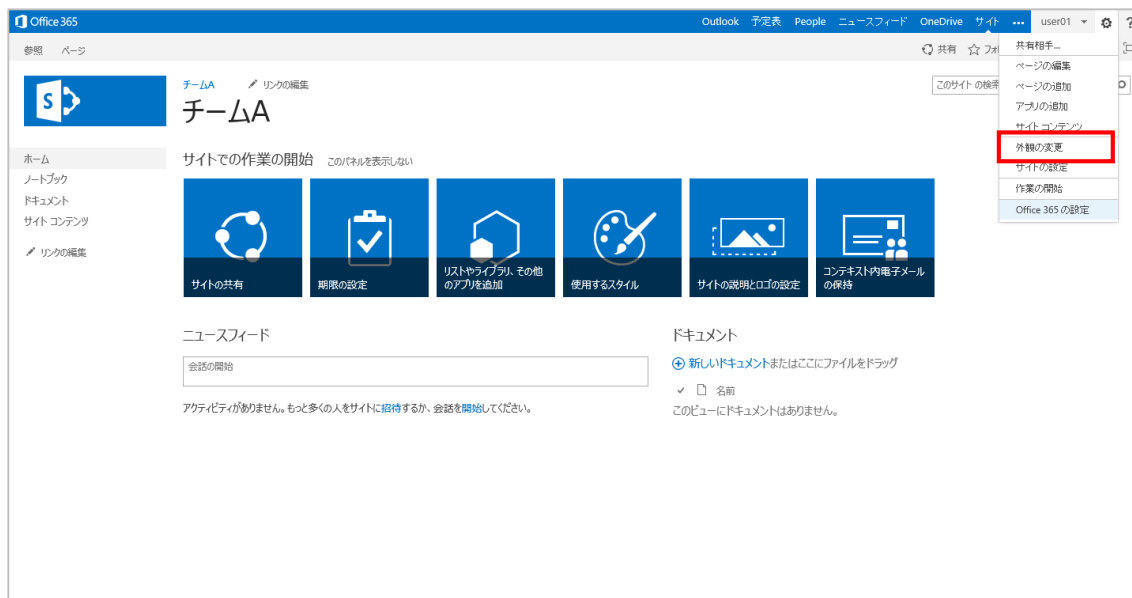 Office 365
Outlook 予定表 People ニュースフィード OneDrive サイト ••• user01 ?
参照 ページ
共有 ☆ フォ
共有相手...
ページの編集
ページの追加
アプリの追加
サイト コンテンツ
外観の変更
サイトの設定
作業の開始
Office 365 の設定
S
チームA リンクの編集
チームA
このサイト の検索
ホーム
ノートブック
ドキュメント
サイト コンテンツ
リンクの編集
サイトでの作業の開始 このパネルを表示しない
サイトの共有
期限の設定
リストやライブラリ、その他
のアプリを追加
使用するスタイル
サイトの説明とロゴの設定
コンテキスト内電子メール
の保持
ニュースフィード
会話の開始
アクティビティがありません。もっと多くの人をサイトに招待するか、会話を開始してください。
ドキュメント
新しいドキュメントまたはここにファイルをドラッグ
名前
このビューにドキュメントはありません。